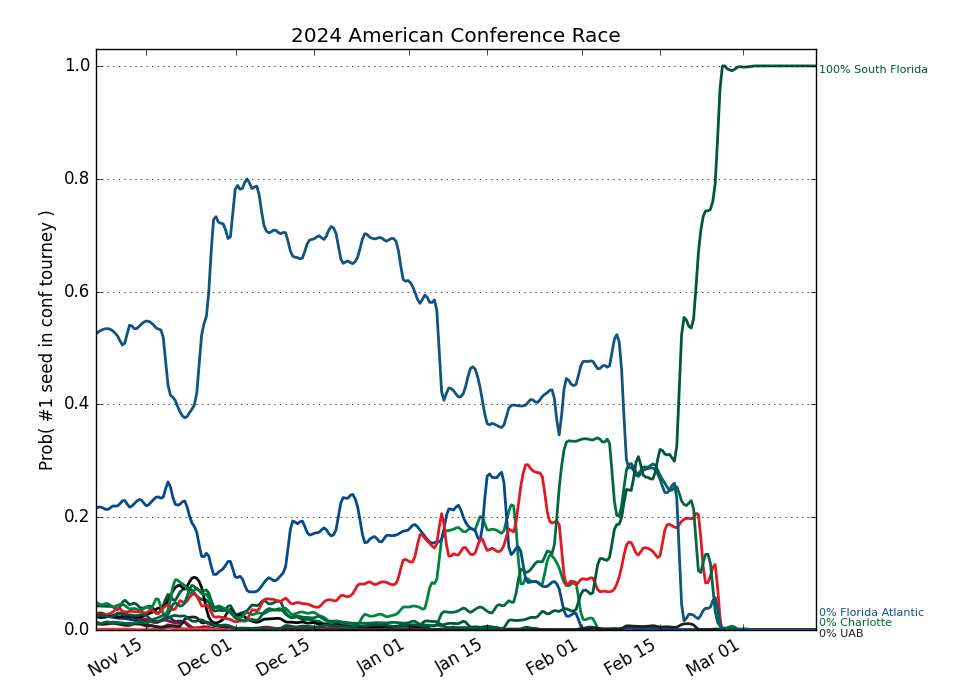 2024 American Conference Race
Prob( #1 seed in conf tourney )
1.0
0.8
0.6
0.4
0.2
0.0
100% South Florida
0% Florida Atlantic
0% Charlotte
0% UAB
Nov 15
Dec 01
Dec 15
Jan 01
Jan 15
Feb 01
Feb 15
Mar 01